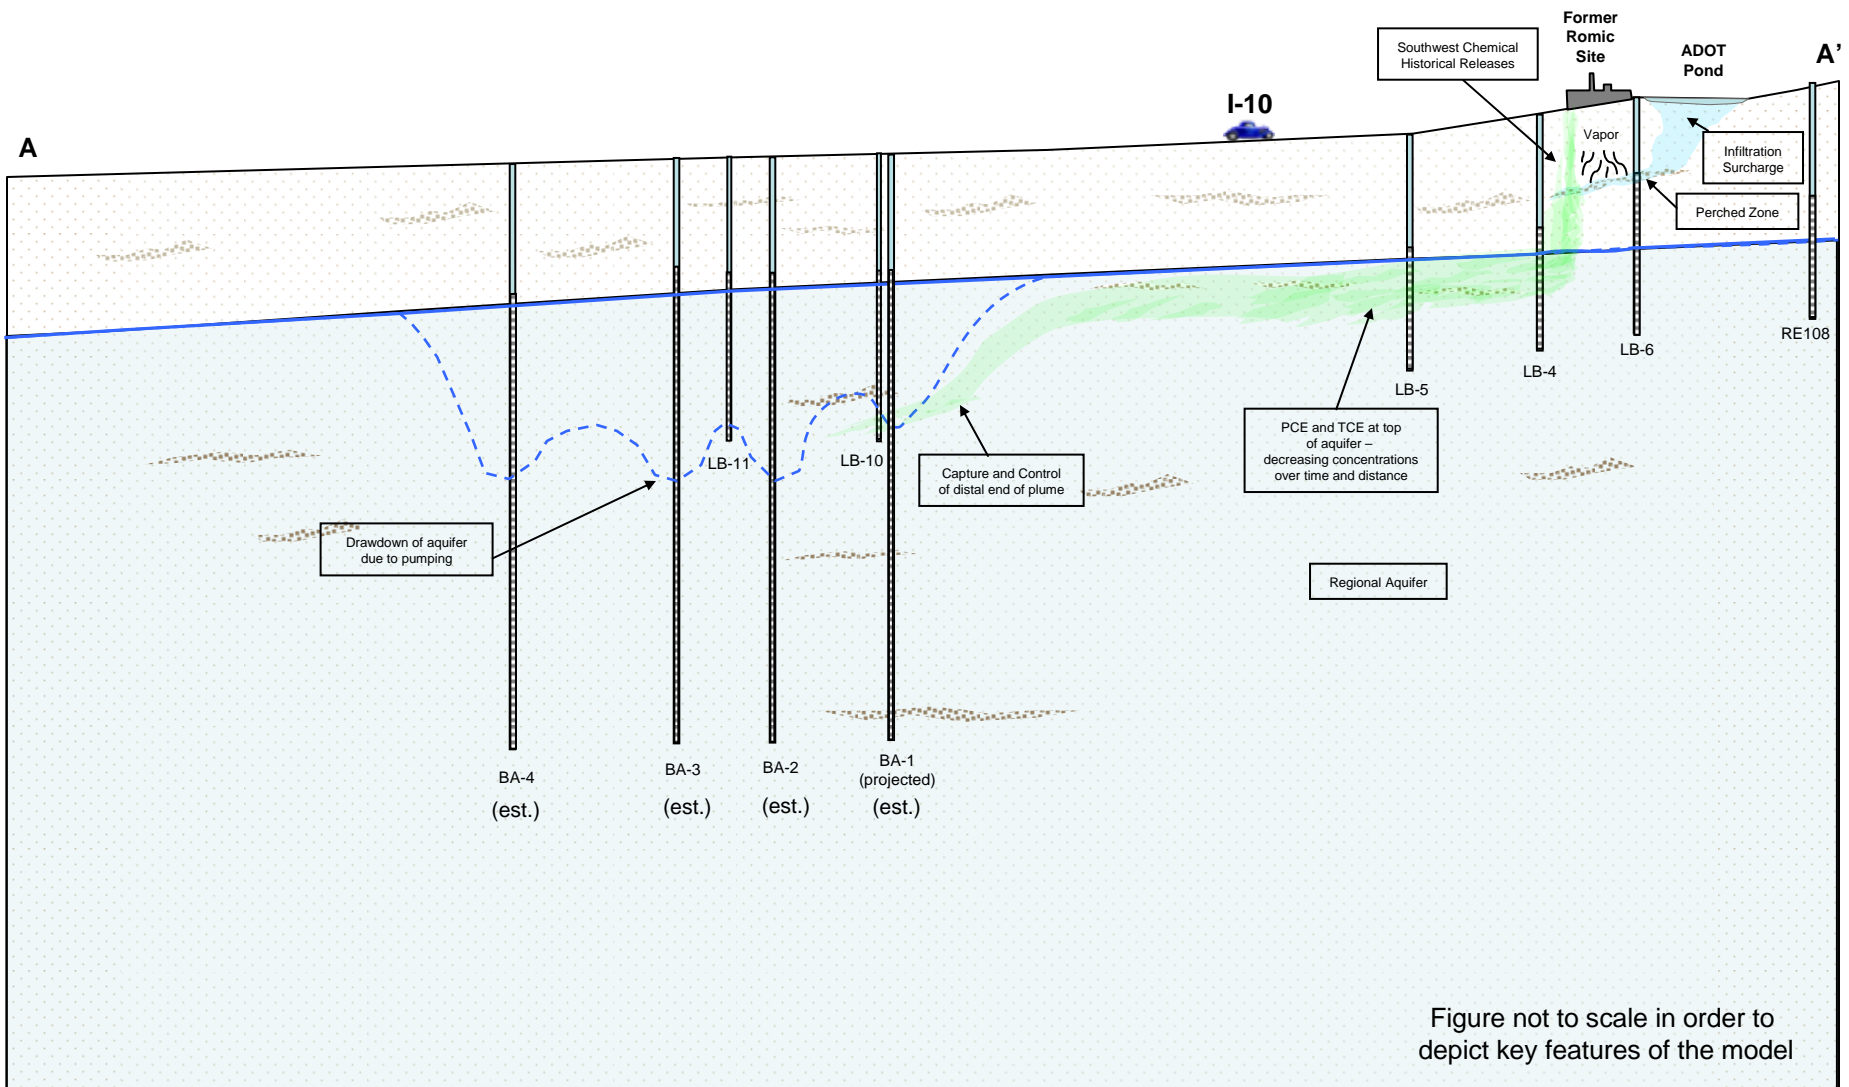 Former
Romic
Site
Southwest Chemical
Historical Releases
ADOT
Pond
A’
I-10
A
Vapor
Infiltration
Surcharge
Perched Zone
RE108
LB-6
LB-4
LB-5
PCE and TCE at top
of aquifer –
decreasing concentrations
over time and distance
LB-11
LB-10
Capture and Control
of distal end of plume
Drawdown of aquifer
due to pumping
Regional Aquifer
BA-4
(est.)
BA-3
(est.)
BA-2
(est.)
BA-1
(projected)
(est.)
Figure not to scale in order to
depict key features of the model